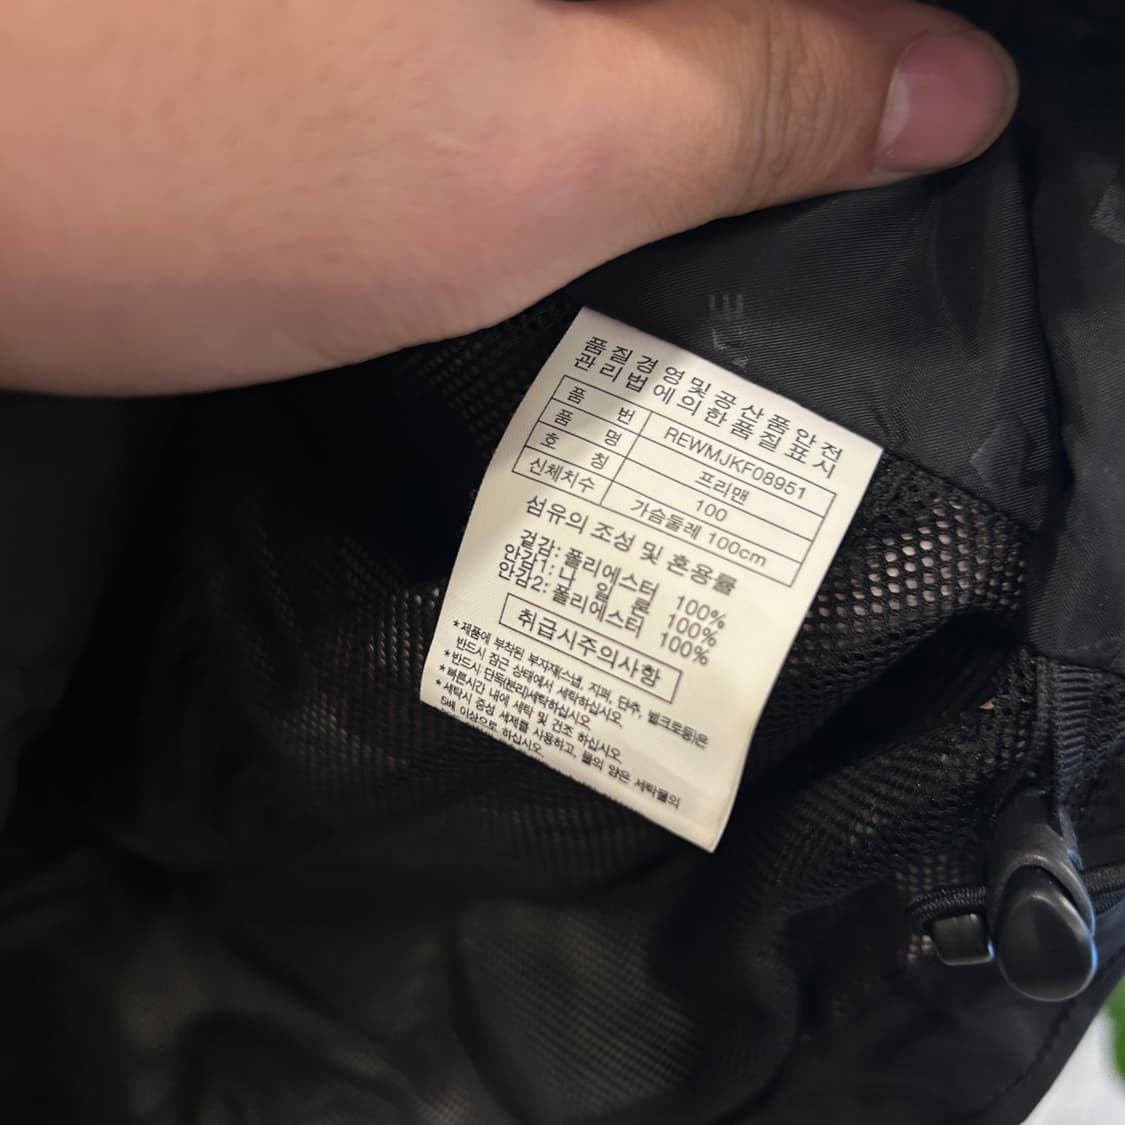 품질경영및공산품안전
관리법에의한품질표시
품 번 REWMJKF08951
품 명 프리맨
호 칭 100
신체치수 가슴둘레 100cm
섬유의 조성 및 혼용률
겉감: 폴리에스터 100%
안감1: 나 일 론 100%
안감2: 폴리에스터 100%
취급시주의사항
*제품에 부착된 부자재(스냅, 지퍼, 단추, 벨크로등)은
반드시 잠근 상태에서 세탁하십시오.
*반드시 단독(분리)세탁하십시오.
*빠른시간 내에 세탁 및 건조 하십시오.
*세탁시 중성 세제를 사용하고, 물의 양은 세탁물의
5배 이상으로 하십시오.